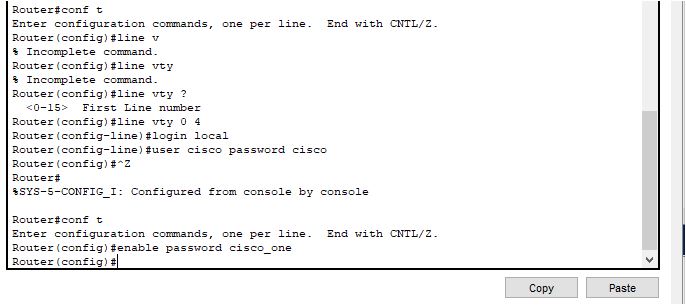 Router#conf t
Enter configuration commands, one per line.  End with CNTL/Z.
Router(config)#line v
% Incomplete command.
Router(config)#line vty
% Incomplete command.
Router(config)#line vty ?
  <0-15>  First Line number
Router(config)#line vty 0 4
Router(config-line)#login local
Router(config-line)#user cisco password cisco
Router(config)#^Z
Router#
%SYS-5-CONFIG_I: Configured from console by console
Router#conf t
Enter configuration commands, one per line.  End with CNTL/Z.
Router(config)#enable password cisco_one
Router(config)#
Copy
Paste